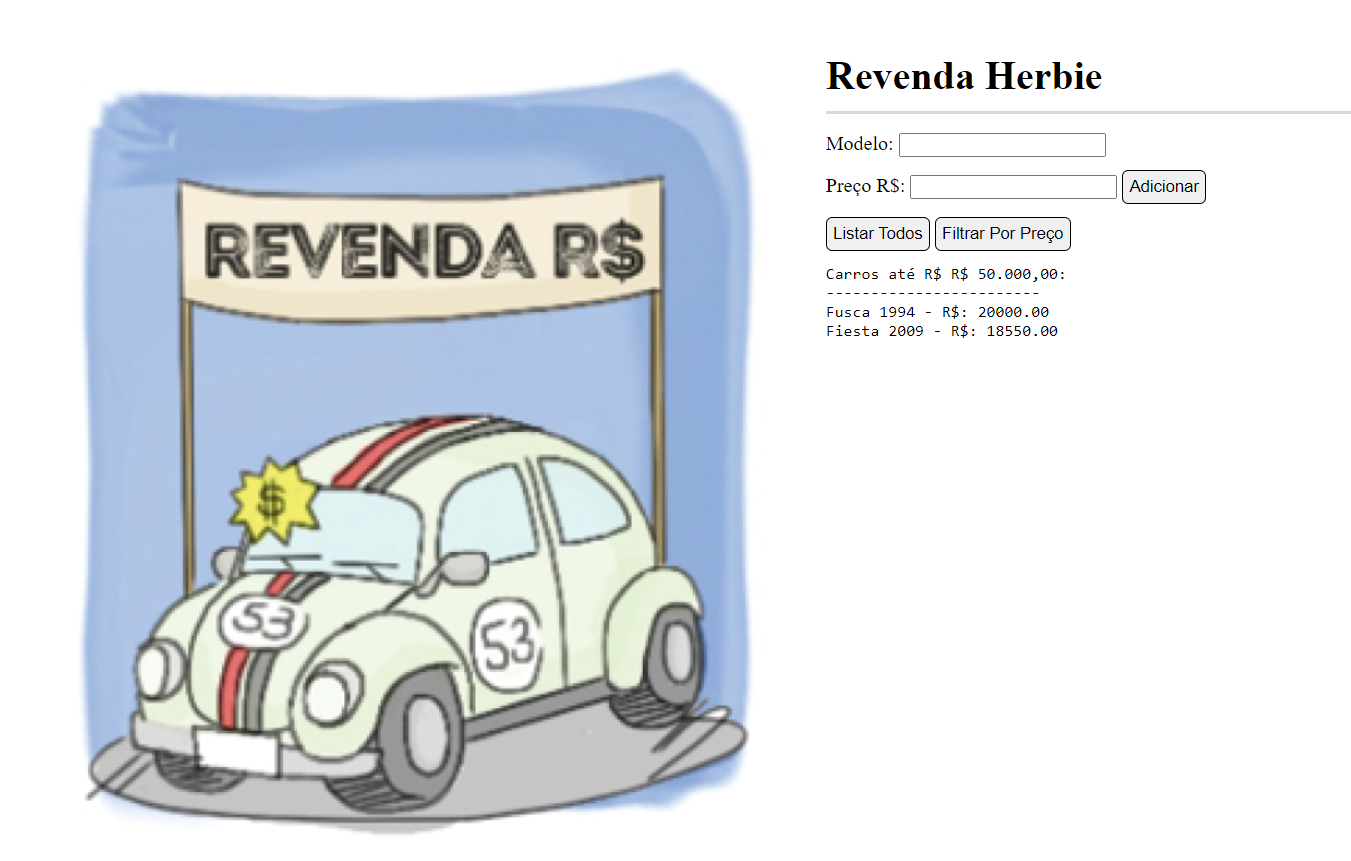 REVENDA R$
$
53
53
Revenda Herbie
Modelo:
Preço R$: Adicionar
Listar Todos Filtrar Por Preço
Carros até R$ R$ 50.000,00:
------------------------
Fusca 1994 - R$: 20000.00
Fiesta 2009 - R$: 18550.00